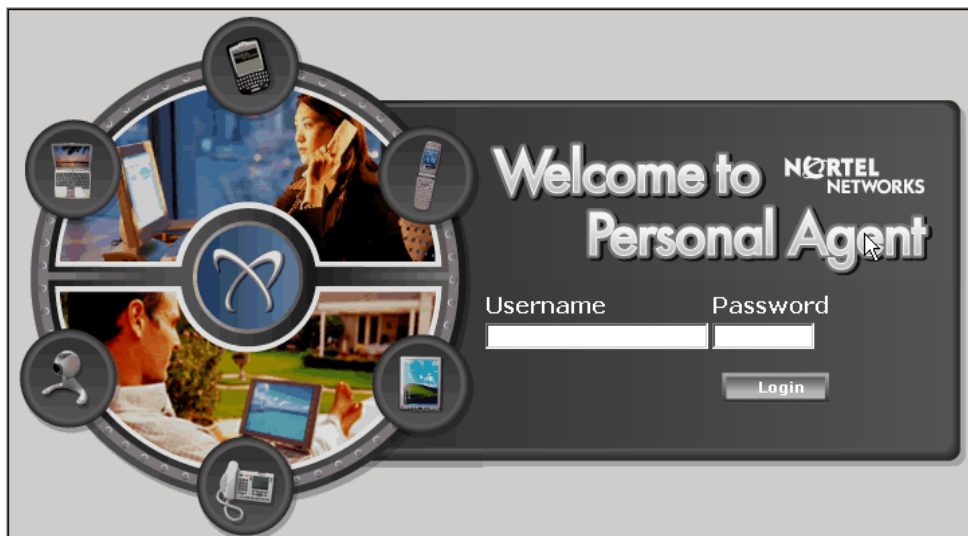 Welcome to
NORTEL
NETWORKS
Personal Agent
Username
Password
Login